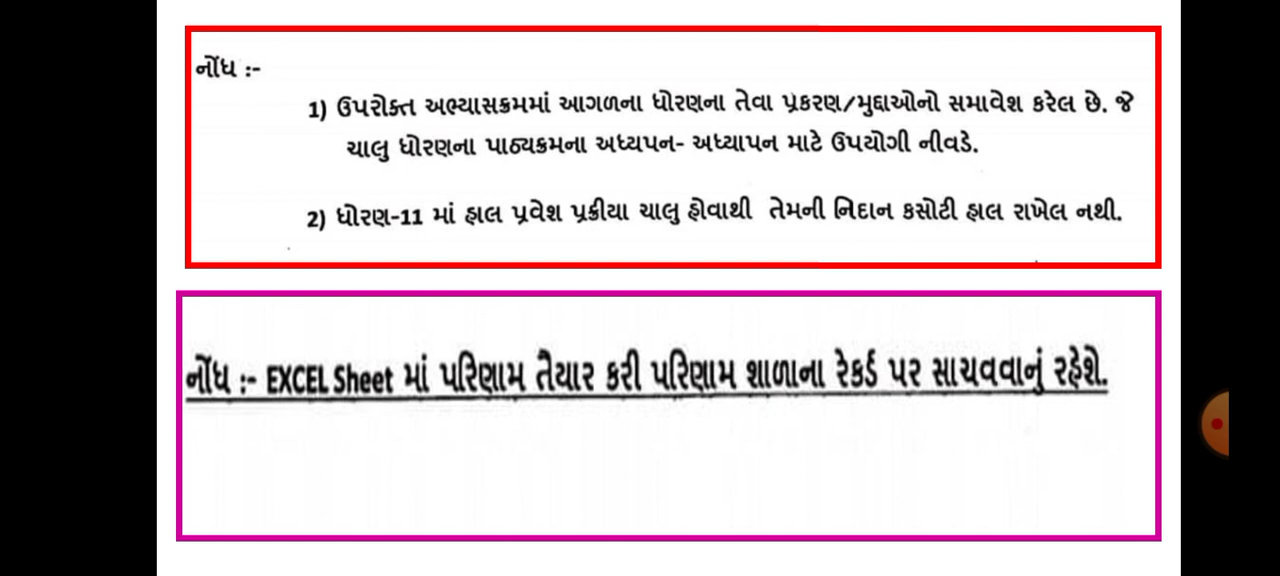 નોંધ :-
1) ઉપરોક્ત અભ્યાસક્રમમાં આગળના ધોરણના તેવા પ્રકરણ/મુદ્દાઓનો સમાવેશ કરેલ છે. જે
ચાલુ ધોરણના પાઠ્યક્રમના અધ્યપન- અધ્યાપન માટે ઉપયોગી નીવડે.
2) ધોરણ-11 માં હાલ પ્રવેશ પ્રક્રીયા ચાલુ હોવાથી તેમની નિદાન કસોટી હાલ રાખેલ નથી.
નોંધ :- EXCEL Sheet માં પરિણામ તૈયાર કરી પરિણામ શાળાના રેકર્ડ પર સાચવવાનું રહેશે.